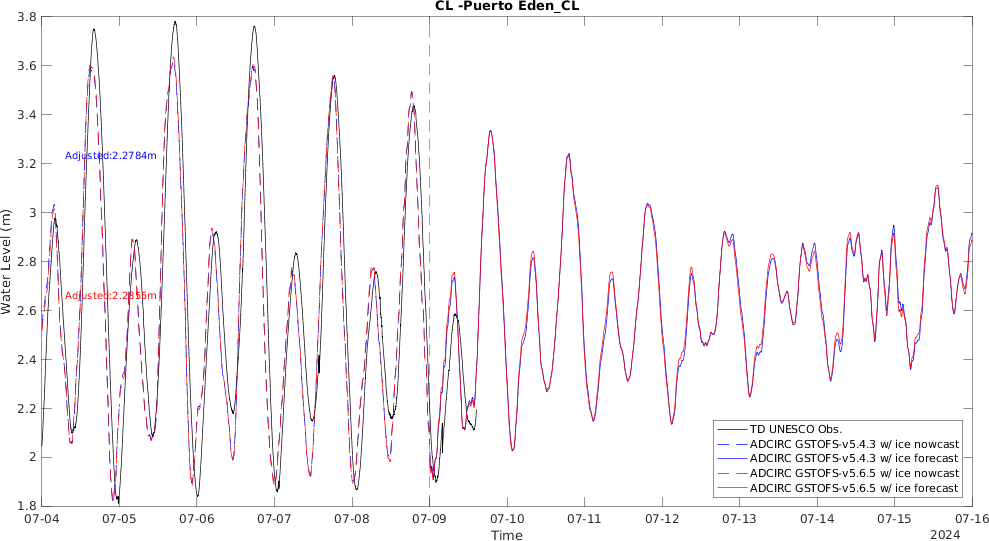 CL -Puerto Eden_CL
3.8
3.6
3.4
3.2
3
2.8
2.6
2.4
2.2
2
1.8
Water Level (m)
Adjusted:2.2784m
Adjusted:2.2855m
TD UNESCO Obs.
ADCIRC GSTOFS-v5.4.3 w/ ice nowcast
ADCIRC GSTOFS-v5.4.3 w/ ice forecast
ADCIRC GSTOFS-v5.6.5 w/ ice nowcast
ADCIRC GSTOFS-v5.6.5 w/ ice forecast
07-04 07-05 07-06 07-07 07-08 07-09 07-10 07-11 07-12 07-13 07-14 07-15 07-16
Time
2024